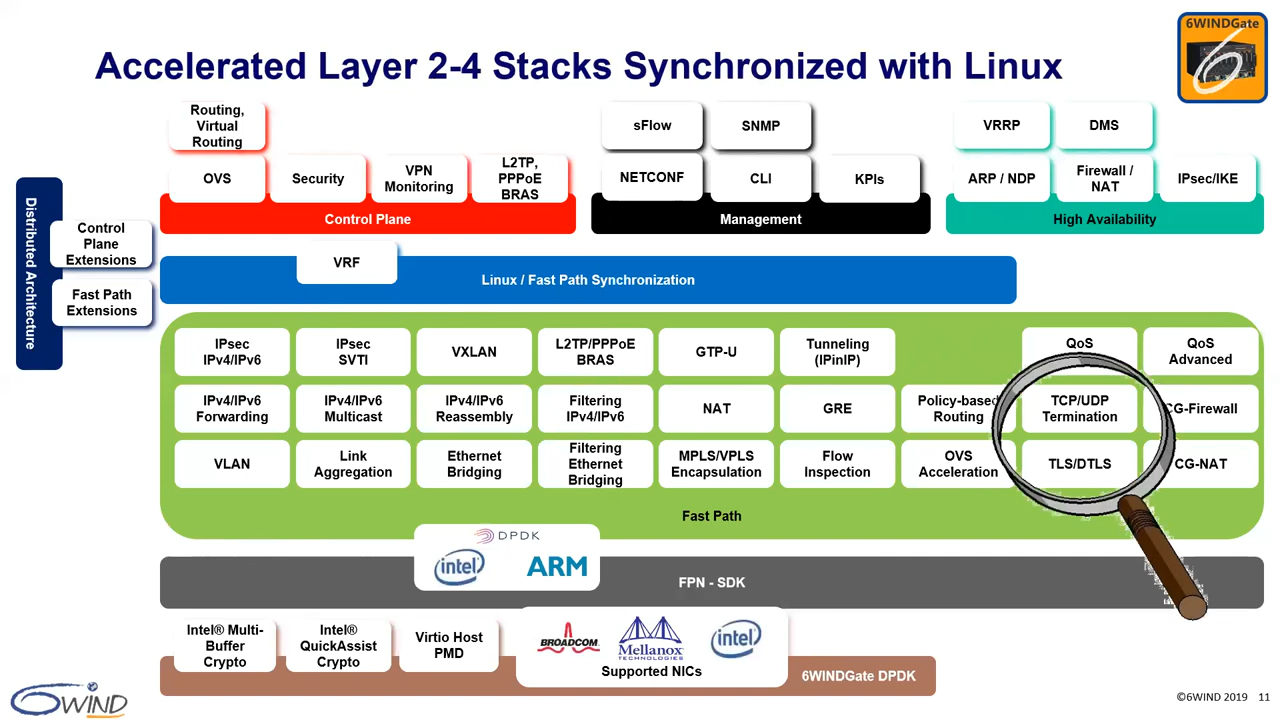 6WINDGate
Accelerated Layer 2-4 Stacks Synchronized with Linux
Routing,
Virtual
Routing
sFlow
SNMP
VRRP
DMS
OVS
Security
VPN
Monitoring
L2TP,
PPPoE
BRAS
NETCONF
CLI
KPIs
ARP / NDP
Firewall /
NAT
IPsec/IKE
Control Plane
Management
High Availability
Distributed Architecture
Control
Plane
Extensions
Fast Path
Extensions
VRF
Linux / Fast Path Synchronization
IPsec
IPv4/IPv6
IPsec
SVTI
VXLAN
L2TP/PPPoE
BRAS
GTP-U
Tunneling
(IPinIP)
QoS
QoS
Advanced
IPv4/IPv6
Forwarding
IPv4/IPv6
Multicast
IPv4/IPv6
Reassembly
Filtering
IPv4/IPv6
NAT
GRE
Policy-based
Routing
TCP/UDP
Termination
CG-Firewall
VLAN
Link
Aggregation
Ethernet
Bridging
Filtering
Ethernet
Bridging
MPLS/VPLS
Encapsulation
Flow
Inspection
OVS
Acceleration
TLS/DTLS
CG-NAT
Fast Path
DPDK
intel
ARM
FPN - SDK
Intel® Multi-
Buffer
Crypto
Intel®
QuickAssist
Crypto
Virtio Host
PMD
BROADCOM
Mellanox
TECHNOLOGIES
intel
Supported NICs
6WINDGate DPDK
6WIND
©6WIND 2019 11